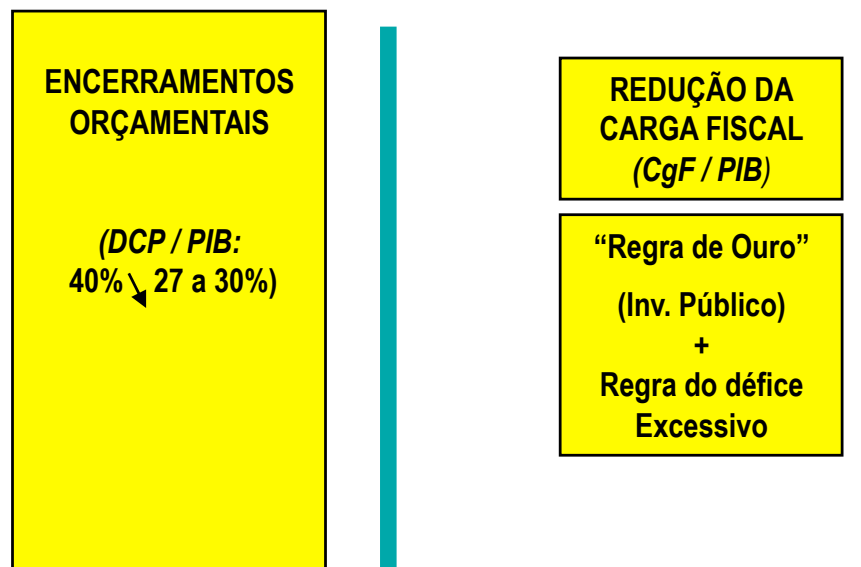 ENCERRAMENTOS
ORÇAMENTAIS
(DCP / PIB:
40% 27 a 30%)
REDUÇÃO DA
CARGA FISCAL
(CgF / PIB)
“Regra de Ouro”
(Inv. Público)
+
Regra do défice
Excessivo